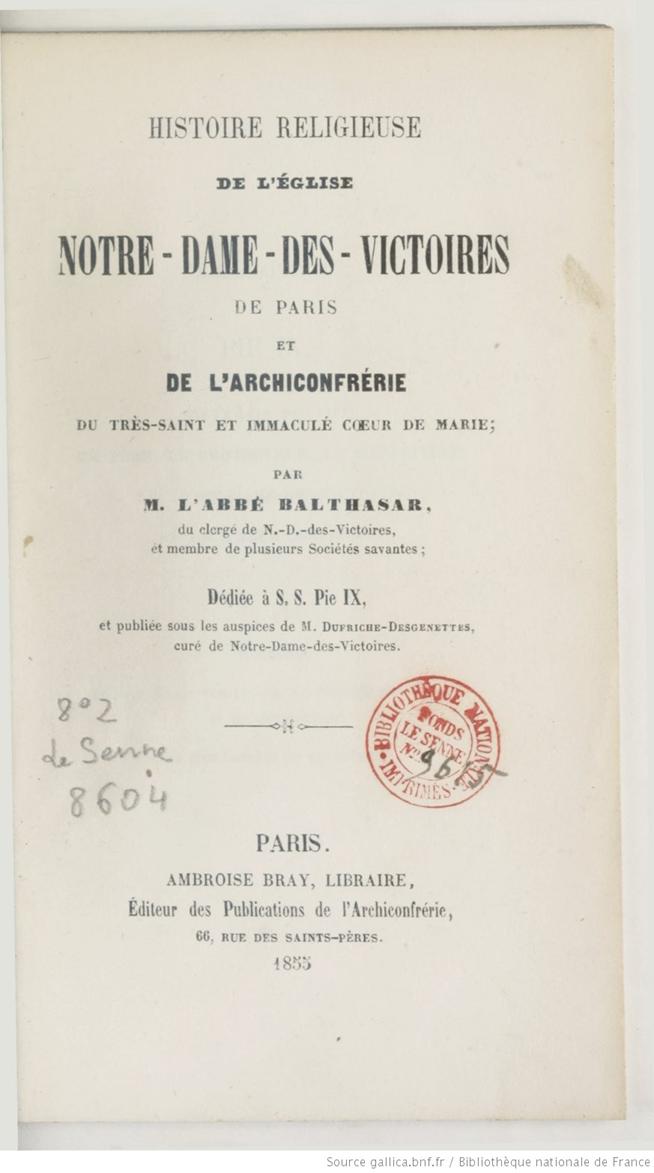 HISTOIRE RELIGIEUSE
DE L'ÉGLISE
NOTRE - DAME - DES - VICTOIRES
DE PARIS
ET
DE L'ARCHICONFRÉRIE
DU TRÈS-SAINT ET IMMACULÉ CŒUR DE MARIE;
PAR
M. L'ABBÉ BALTHASAR,
du clergé de N.-D.-des-Victoires,
et membre de plusieurs Sociétés savantes ;
Dédiée à S. S. Pie IX,
et publiée sous les auspices de M. DUFRICHE-DESGENETTES,
curé de Notre-Dame-des-Victoires.
8° Z
Le Senne
8604
BIBLIOTHÈQUE NATIONALE
IMPRIMÉS
FONDS
LE SENNE
PARIS.
AMBROISE BRAY, LIBRAIRE,
Éditeur des Publications de l'Archiconfrérie,
66, RUE DES SAINTS-PÈRES.
1855
Source gallica.bnf.fr / Bibliothèque nationale de France